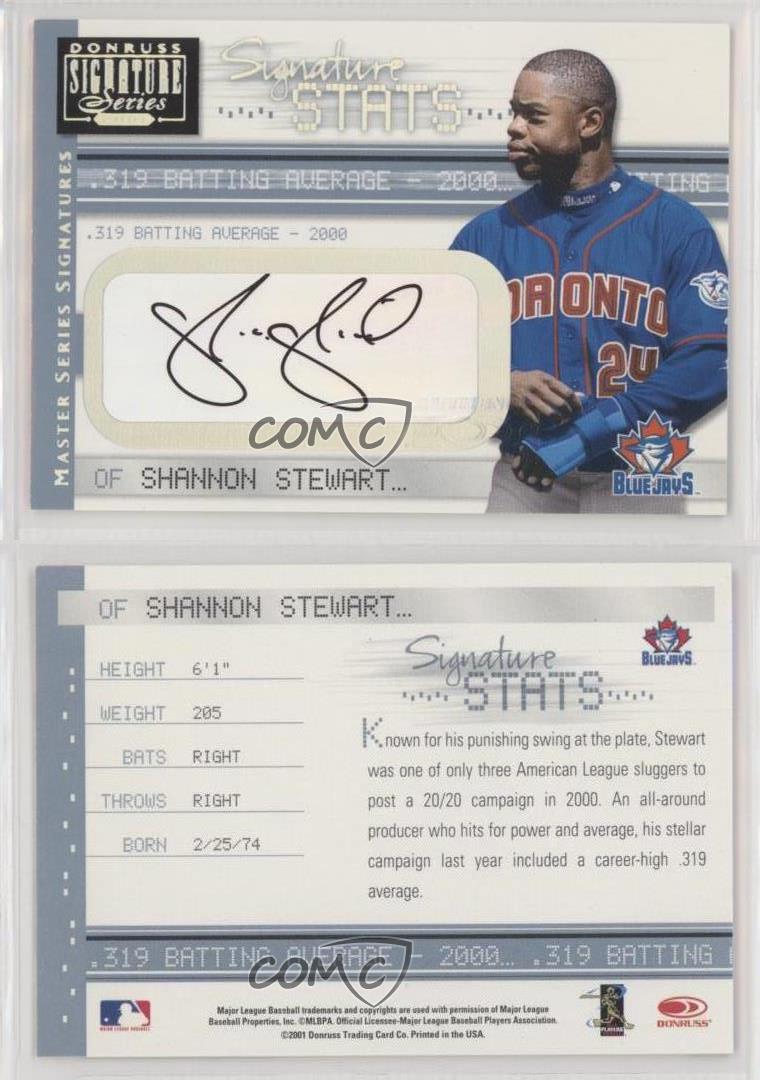 DONRUSS
SIGNATURE
Series
Signature
STATS
.319 BATTING AVERAGE - 2000... TING
.319 BATTING AVERAGE - 2000
MASTER SERIES SIGNATURES
TORONTO
24
COMC
BLUE JAYS
OF SHANNON STEWART...
OF SHANNON STEWART...
BLUE JAYS
Signature
STATS
HEIGHT 6'1"
WEIGHT 205
BATS RIGHT
THROWS RIGHT
BORN 2/25/74
Known for his punishing swing at the plate, Stewart
was one of only three American League sluggers to
post a 20/20 campaign in 2000. An all-around
producer who hits for power and average, his stellar
campaign last year included a career-high .319
average.
.319 BATTING AVERAGE - 2000... .319 BATTING
COMC
MAJOR LEAGUE BASEBALL
Major League Baseball trademarks and copyrights are used with permission of Major League
Baseball Properties, Inc. ©MLBPA. Official Licensee-Major League Baseball Players Association.
©2001 Donruss Trading Card Co. Printed in the USA.
PLAYERS
DONRUSS